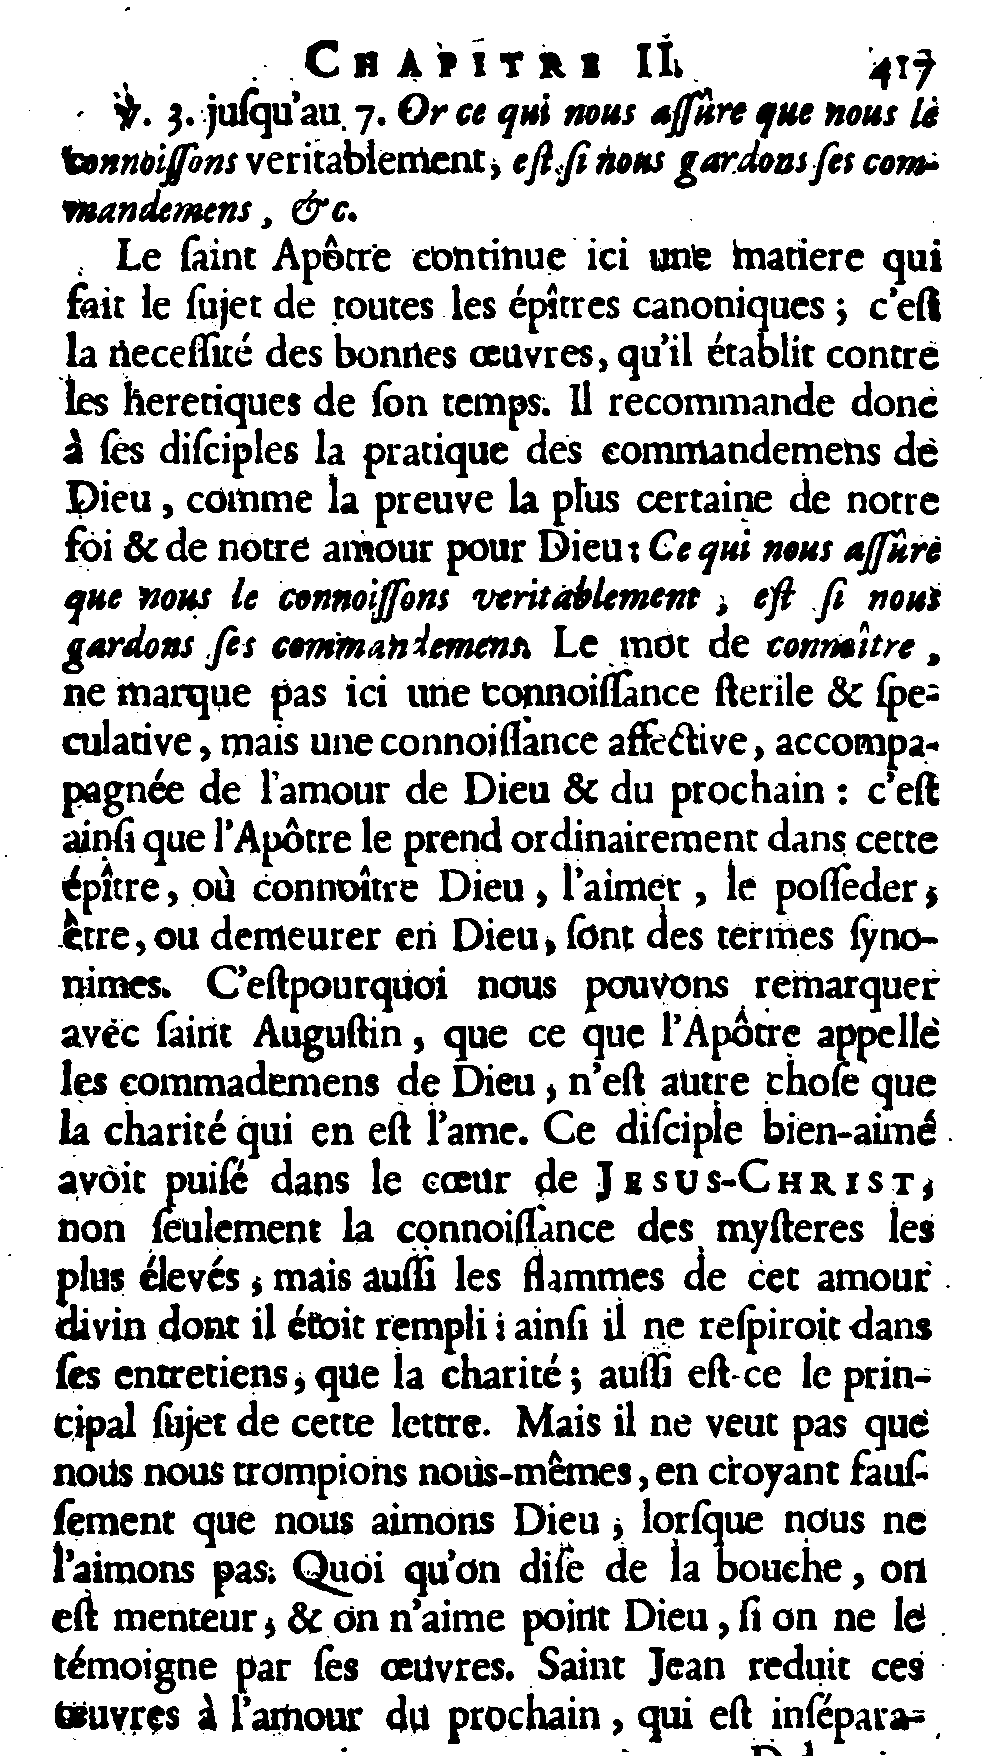 CHAPITRE II. 417
℣. 3. juſqu'au 7. Or ce qui nous aſſûre que nous le
connoiſſons veritablement, eſt ſi nous gardons ſes com-
mandemens, &c.
Le ſaint Apôtre continue ici une matiere qui
fait le ſujet de toutes les épîtres canoniques ; c'eſt
la neceſſité des bonnes œuvres, qu'il établit contre
les heretiques de ſon temps. Il recommande donc
à ſes diſciples la pratique des commandemens de
Dieu, comme la preuve la plus certaine de notre
foi & de notre amour pour Dieu : Ce qui nous aſſûre
que nous le connoiſſons veritablement, eſt ſi nous
gardons ſes commandemens. Le mot de connaître,
ne marque pas ici une connoiſſance ſterile & ſpe-
culative, mais une connoiſſance affective, accompa-
pagnée de l'amour de Dieu & du prochain : c'eſt
ainſi que l'Apôtre le prend ordinairement dans cette
épître, où connoître Dieu, l'aimer, le poſſeder,
être, ou demeurer en Dieu, ſont des termes ſyno-
nimes. C'eſtpourquoi nous pouvons remarquer
avec ſaint Auguſtin, que ce que l'Apôtre appelle
les commademens de Dieu, n'eſt autre choſe que
la charité qui en eſt l'ame. Ce diſciple bien-aimé
avoit puiſé dans le cœur de JESUS-CHRIST,
non ſeulement la connoiſſance des myſteres les
plus élevés, mais auſſi les flammes de cet amour
divin dont il étoit rempli : ainſi il ne reſpiroit dans
ſes entretiens, que la charité ; auſſi eſt-ce le prin-
cipal ſujet de cette lettre. Mais il ne veut pas que
nous nous trompions nous-mêmes, en croyant fauſ-
ſement que nous aimons Dieu, lorſque nous ne
l'aimons pas. Quoi qu'on diſe de la bouche, on
eſt menteur, & on n'aime point Dieu, ſi on ne le
témoigne par ſes œuvres. Saint Jean reduit ces
œuvres à l'amour du prochain, qui eſt inſépara-